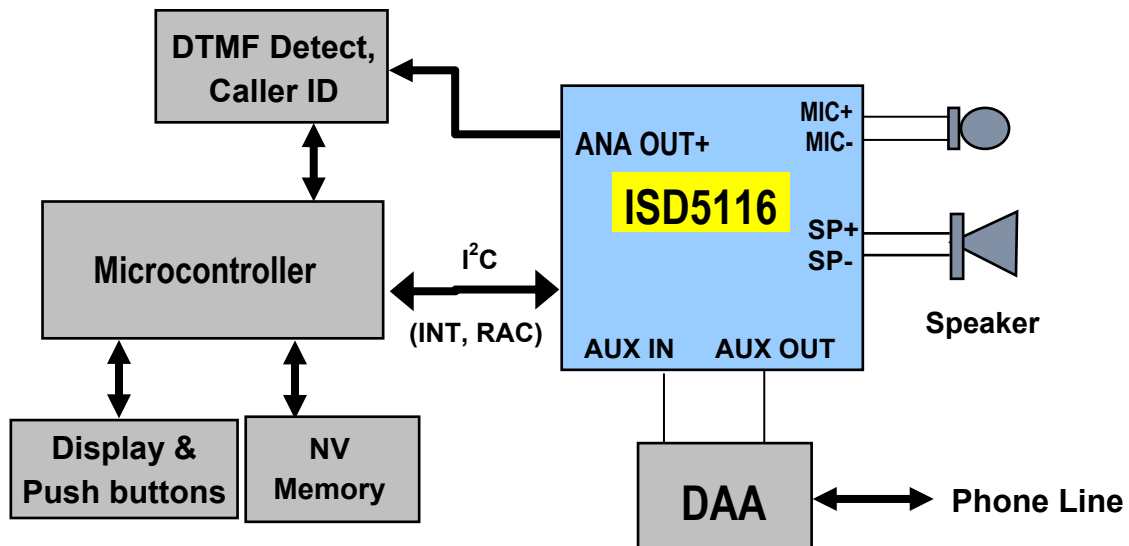 DTMF Detect,
Caller ID
MIC+
MIC-
ANA OUT+
ISD5116
SP+
SP-
Microcontroller
I²C
(INT, RAC)
Speaker
AUX IN
AUX OUT
Display &
Push buttons
NV
Memory
DAA
Phone Line